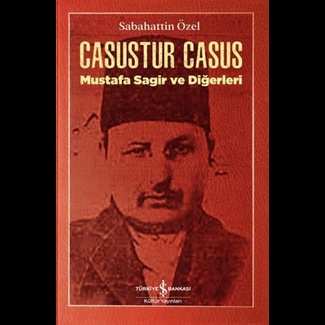 Sabahattin Özel
CASUSTUR CASUS
Mustafa Sagir ve Diğerleri
TÜRKİYE İŞ BANKASI
Kültür Yayınları